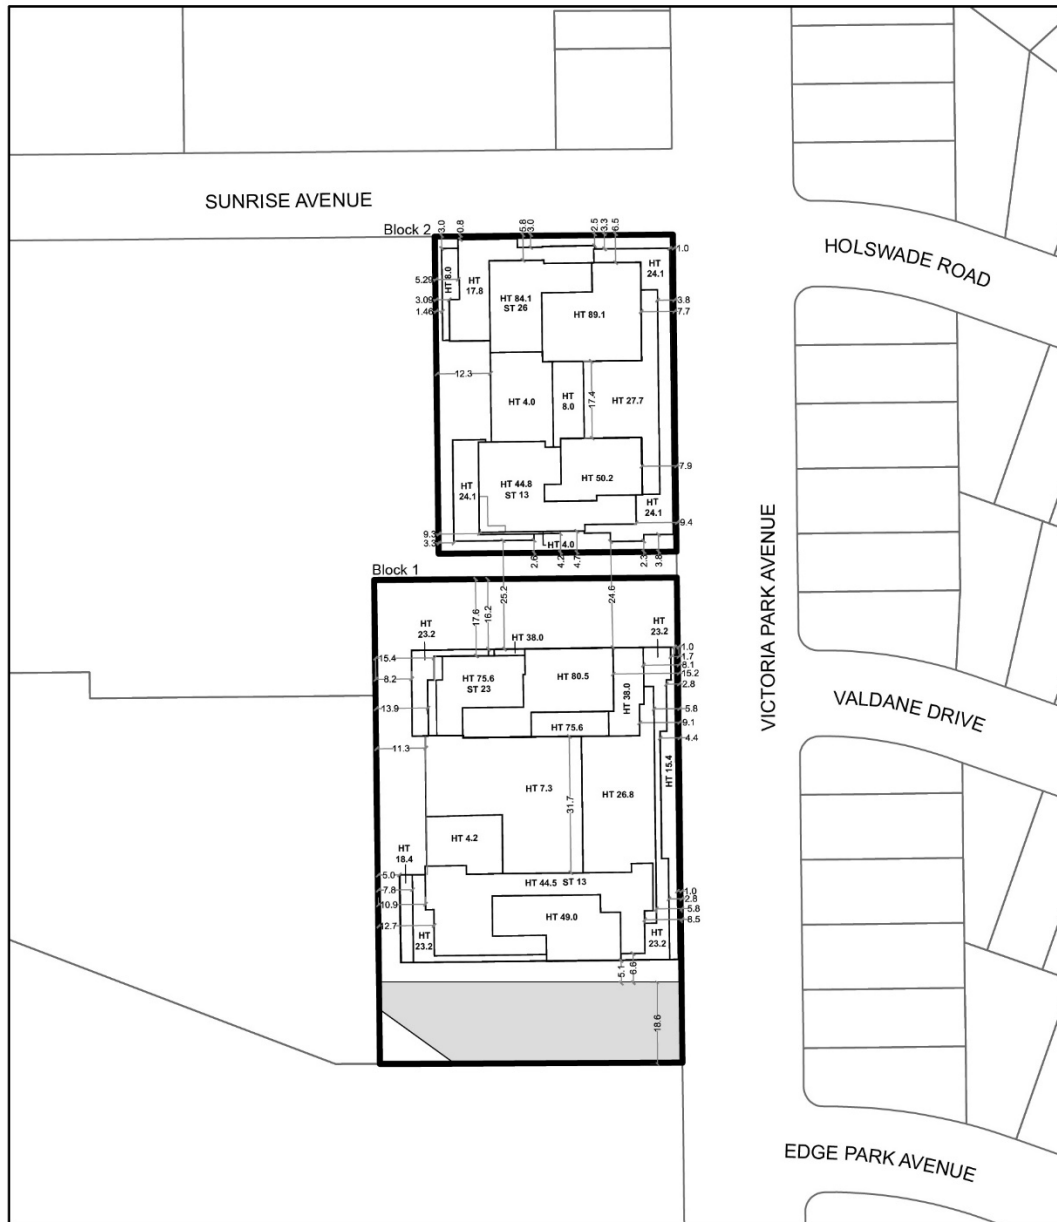 SUNRISE AVENUE
HOLSWADE ROAD
VICTORIA PARK AVENUE
VALDANE DRIVE
EDGE PARK AVENUE
Block 2
3.0
0.8
5.8
3.0
2.5
3.3
6.5
1.0
HT 8.0
HT
17.8
HT 84.1
ST 26
HT 89.1
HT
24.1
5.29
3.09
1.46
3.8
7.7
12.3
HT 4.0
HT
8.0
17.4
HT 27.7
HT
24.1
HT 44.8
ST 13
HT 50.2
7.9
HT
24.1
9.4
9.3
3.3
2.6
HT 4.0
4.2
4.7
2.3
3.8
Block 1
17.6
16.2
25.2
24.6
HT
23.2
HT 38.0
HT
23.2
1.0
1.7
8.1
15.2
2.8
15.4
8.2
HT 75.6
ST 23
HT 80.5
HT 38.0
13.9
5.8
9.1
HT 75.6
4.4
11.3
HT 7.3
31.7
HT 26.8
HT 15.4
HT 4.2
HT
18.4
5.0
7.8
10.9
12.7
HT 44.5
ST 13
HT 49.0
1.0
2.8
5.8
8.5
HT
23.2
HT
23.2
5.1
6.6
18.6